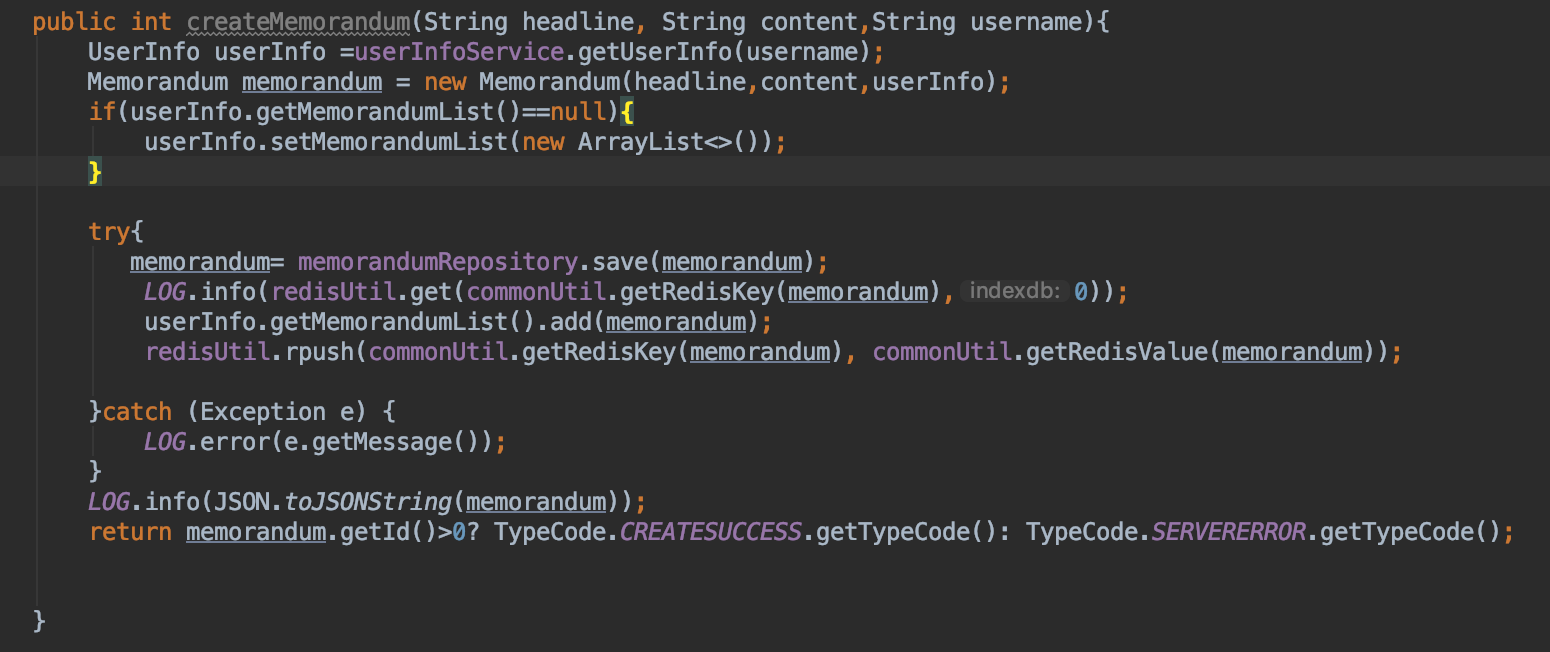 public int createMemorandum(String headline, String content,String username){
UserInfo userInfo =userInfoService.getUserInfo(username);
Memorandum memorandum = new Memorandum(headline,content,userInfo);
if(userInfo.getMemorandumList()==null){
userInfo.setMemorandumList(new ArrayList<>());
}
try{
memorandum= memorandumRepository.save(memorandum);
LOG.info(redisUtil.get(commonUtil.getRedisKey(memorandum), indexdb: 0));
userInfo.getMemorandumList().add(memorandum);
redisUtil.rpush(commonUtil.getRedisKey(memorandum), commonUtil.getRedisValue(memorandum));
}catch (Exception e) {
LOG.error(e.getMessage());
}
LOG.info(JSON.toJSONString(memorandum));
return memorandum.getId()>0? TypeCode.CREATESUCCESS.getTypeCode(): TypeCode.SERVERERROR.getTypeCode();
}